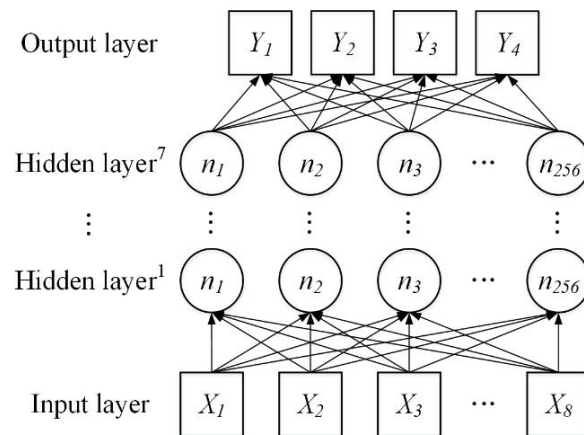 Output layer Y1 Y2 Y3 Y4
Hidden layer7 n1 n2 n3 ... n256
⋮ ⋮ ⋮ ⋮ ⋮
Hidden layer1 n1 n2 n3 ... n256
Input layer X1 X2 X3 ... X8